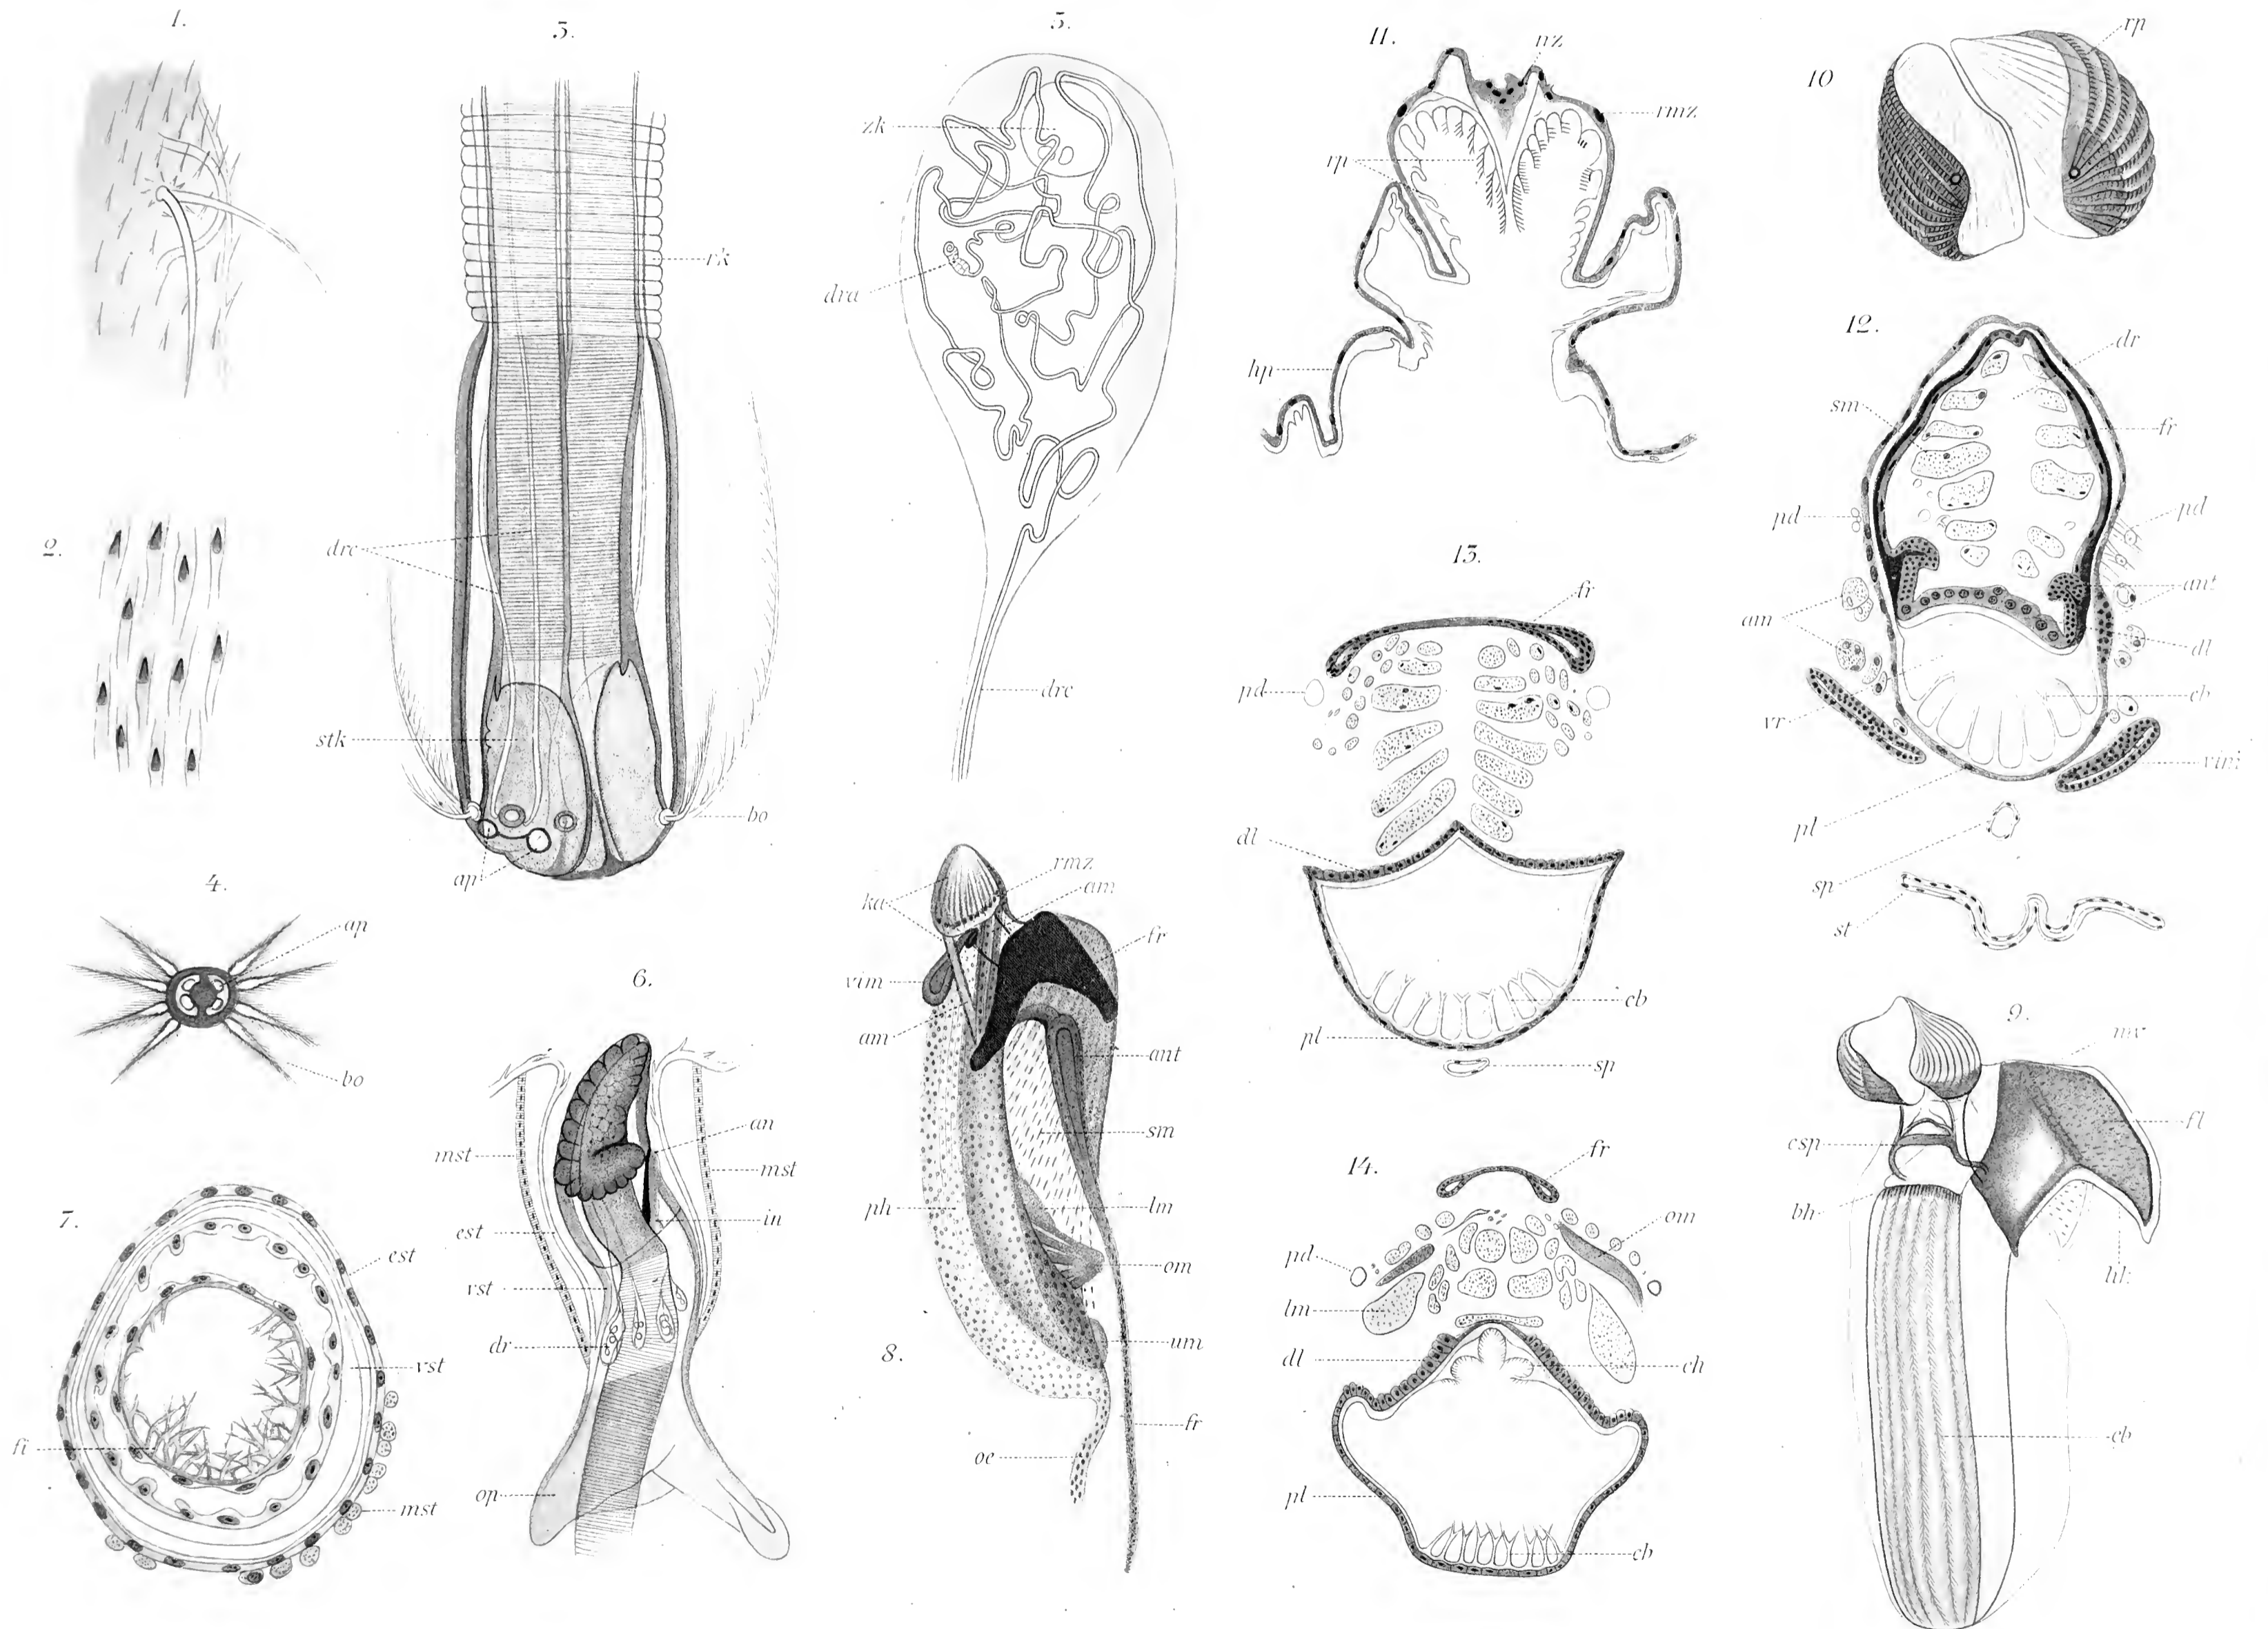 1.
2.
3.
rk
drc
stk
bo
ap
4.
ap
bo
5.
zk
dra
drc
6.
an
mst
mst
in
est
vst
dr
op
7.
est
vst
fi
mst
8.
rmz
ka
am
fr
vim
am
ant
sm
ph
lm
om
um
fr
oe
11.
nz
rmz
rp
hp
10
rp
12.
dr
sm
fr
pd
pd
ant
am
dl
cb
vr
vim
pl
sp
st
13.
fr
pd
dl
cb
pl
sp
14.
fr
om
pd
lm
dl
ch
pl
cb
9.
mx
fl
csp
bh
cb